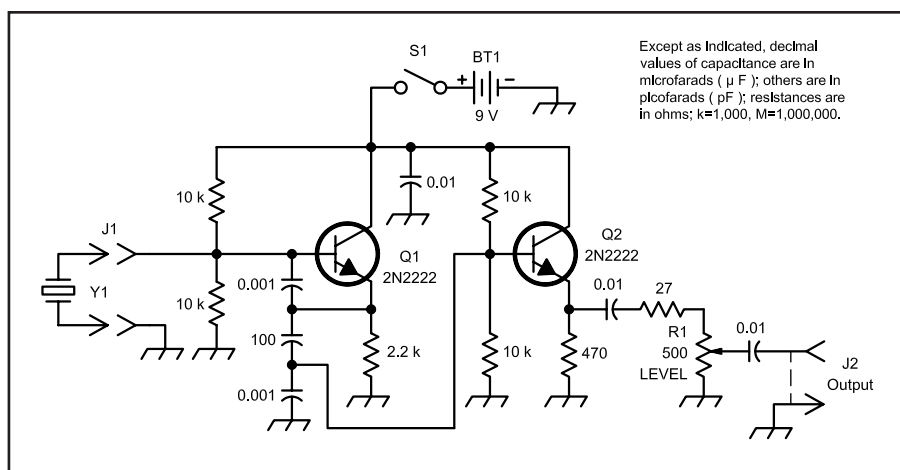 S1
BT1
+
−
9 V
Except as indicated, decimal
values of capacitance are in
microfarads ( µ F ); others are in
picofarads ( pF ); resistances are
in ohms; k=1,000, M=1,000,000.
10 k
0.01
10 k
J1
Q1
2N2222
Q2
2N2222
Y1
10 k
0.001
0.01
27
100
2.2 k
10 k
470
R1
500
LEVEL
0.01
J2
Output
0.001